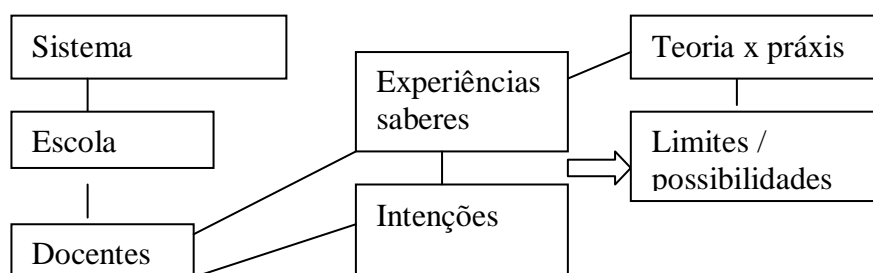 Sistema
Escola
Docentes
Experiências
saberes
Intenções
Teoria x práxis
Limites /
possibilidades